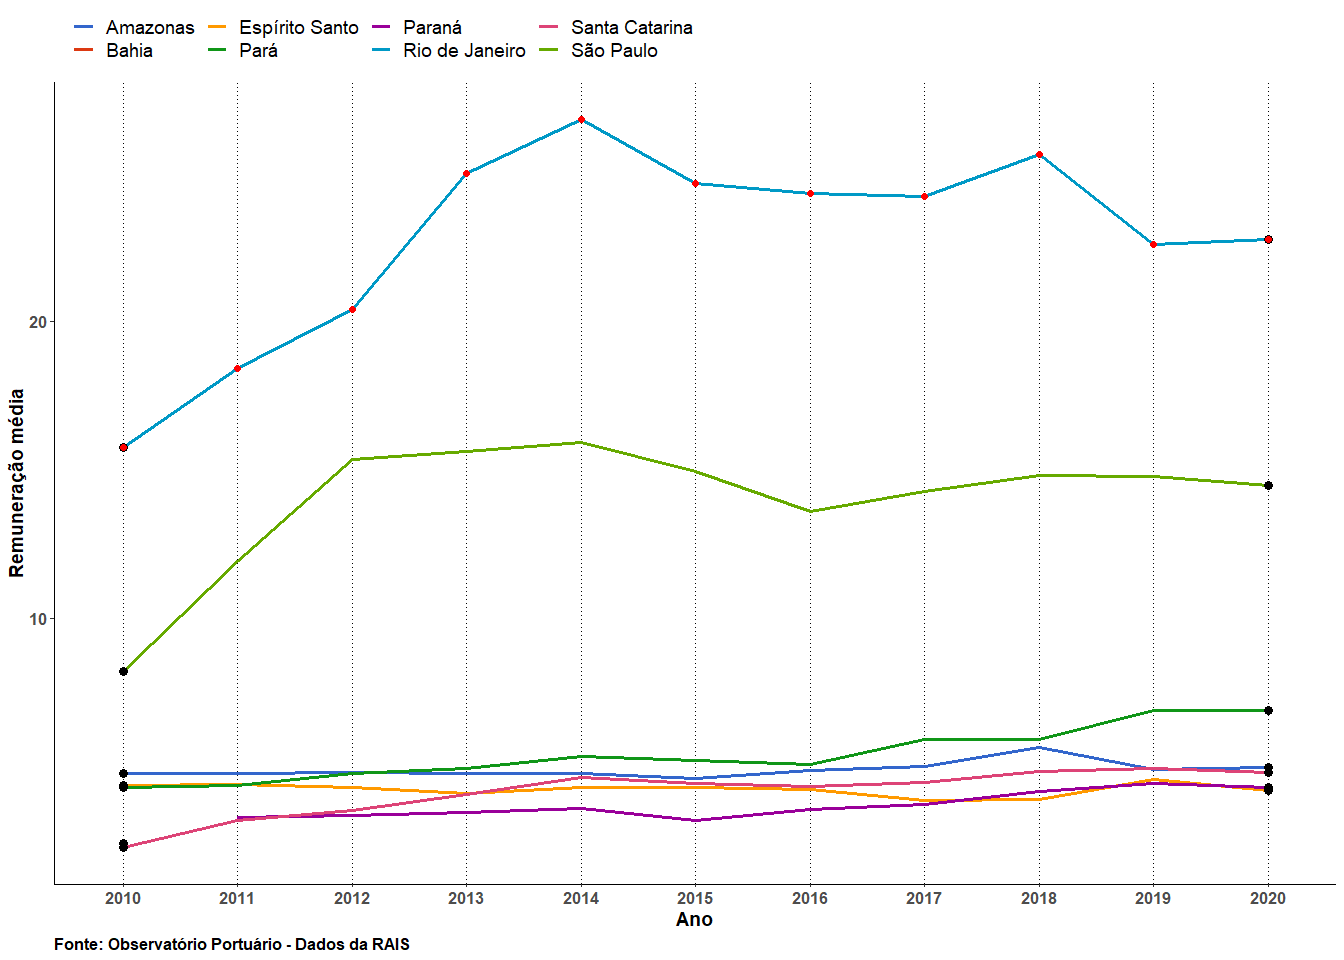 Amazonas Espírito Santo Paraná Santa Catarina
Bahia Pará Rio de Janeiro São Paulo
20
10
Remuneração média
2010 2011 2012 2013 2014 2015 2016 2017 2018 2019 2020
Ano
Fonte: Observatório Portuário - Dados da RAIS